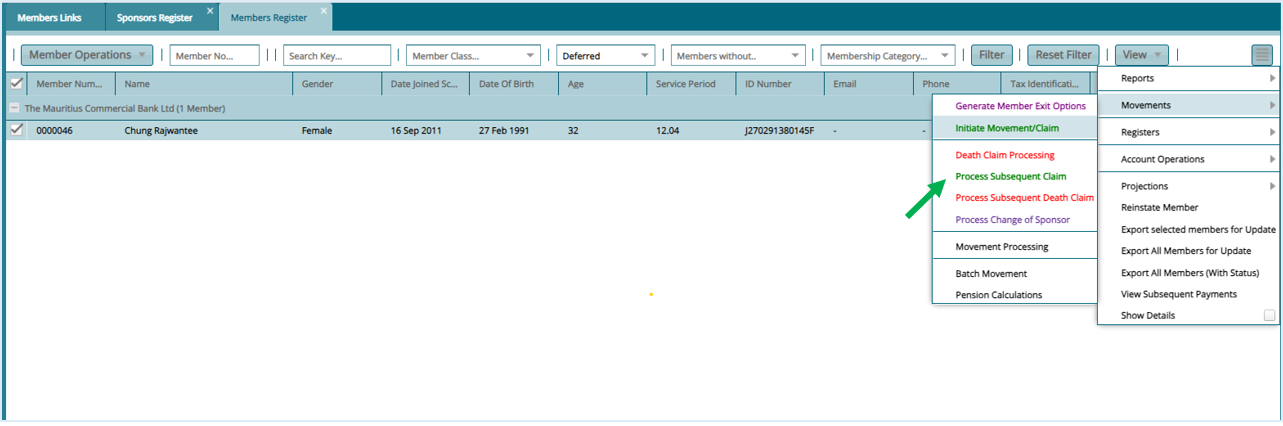 Members Links Sponsors Register × Members Register ×
Member Operations Member No... Search Key... Member Class... Deferred Members without.. Membership Category... Filter Reset Filter View
Member Num... Name Gender Date Joined Sc... Date Of Birth Age Service Period ID Number Email Phone Tax Identificati...
The Mauritius Commercial Bank Ltd (1 Member)
0000046 Chung Rajwantee Female 16 Sep 2011 27 Feb 1991 32 12.04 J270291380145F - -
Generate Member Exit Options
Initiate Movement/Claim
Death Claim Processing
Process Subsequent Claim
Process Subsequent Death Claim
Process Change of Sponsor
Movement Processing
Batch Movement
Pension Calculations
Reports
Movements
Registers
Account Operations
Projections
Reinstate Member
Export selected members for Update
Export All Members for Update
Export All Members (With Status)
View Subsequent Payments
Show Details